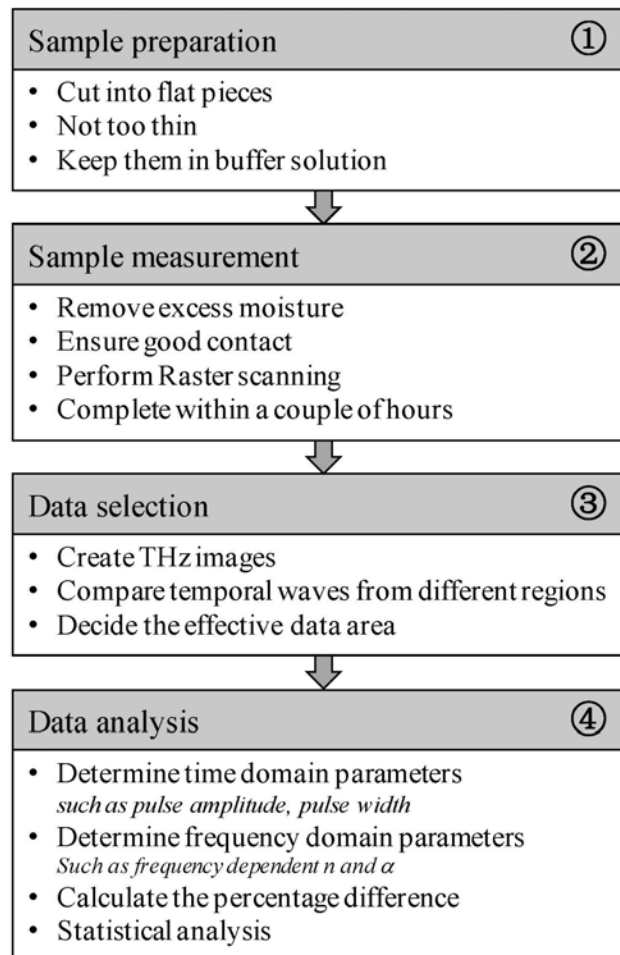 Sample preparation ①
• Cut into flat pieces
• Not too thin
• Keep them in buffer solution
Sample measurement ②
• Remove excess moisture
• Ensure good contact
• Perform Raster scanning
• Complete within a couple of hours
Data selection ③
• Create THz images
• Compare temporal waves from different regions
• Decide the effective data area
Data analysis ④
• Determine time domain parameters
such as pulse amplitude, pulse width
• Determine frequency domain parameters
Such as frequency dependent n and α
• Calculate the percentage difference
• Statistical analysis